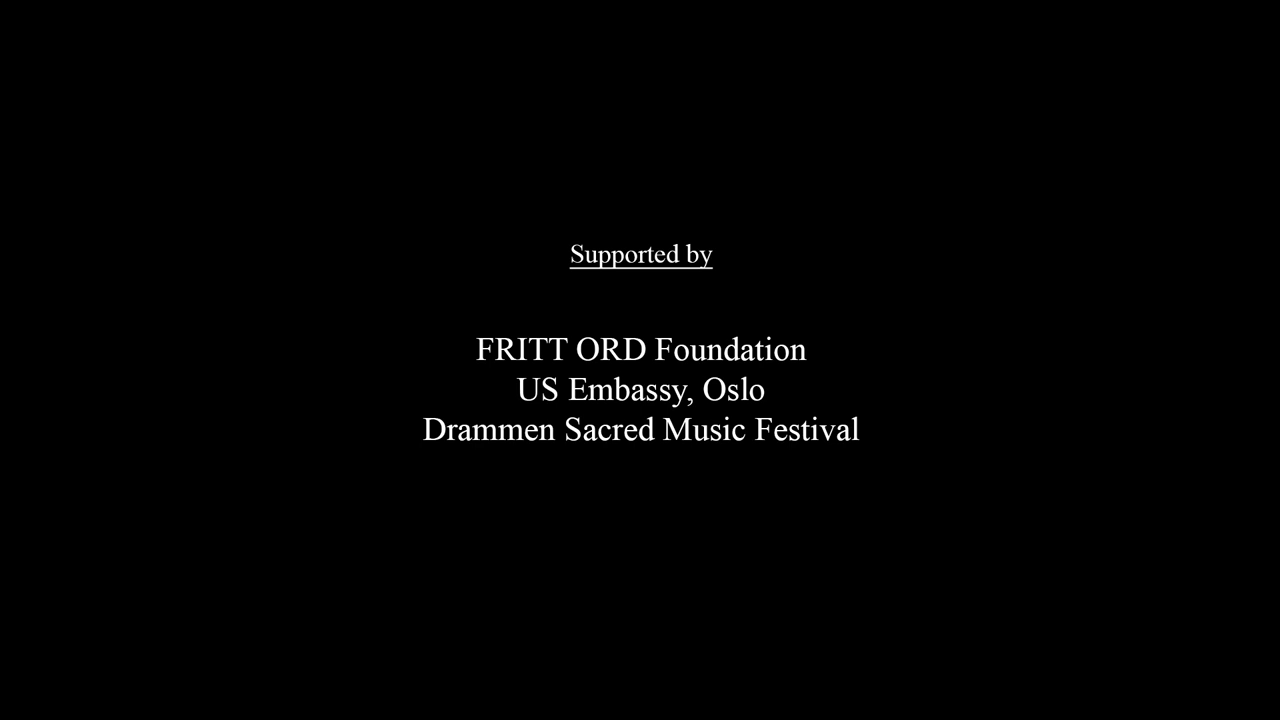 Supported by
FRITT ORD Foundation
US Embassy, Oslo
Drammen Sacred Music Festival